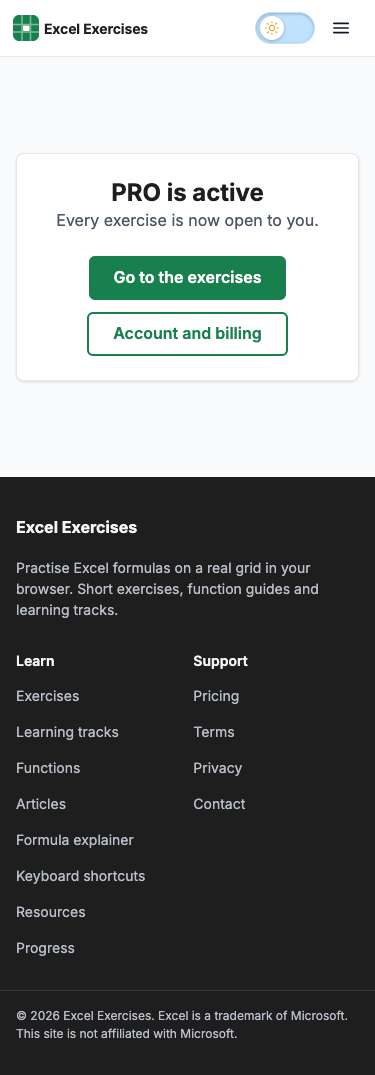 Excel Exercises
PRO is active
Every exercise is now open to you.
Go to the exercises
Account and billing
Excel Exercises
Practise Excel formulas on a real grid in your
browser. Short exercises, function guides and
learning tracks.
Learn
Exercises
Learning tracks
Functions
Articles
Formula explainer
Keyboard shortcuts
Resources
Progress
Support
Pricing
Terms
Privacy
Contact
© 2026 Excel Exercises. Excel is a trademark of Microsoft.
This site is not affiliated with Microsoft.